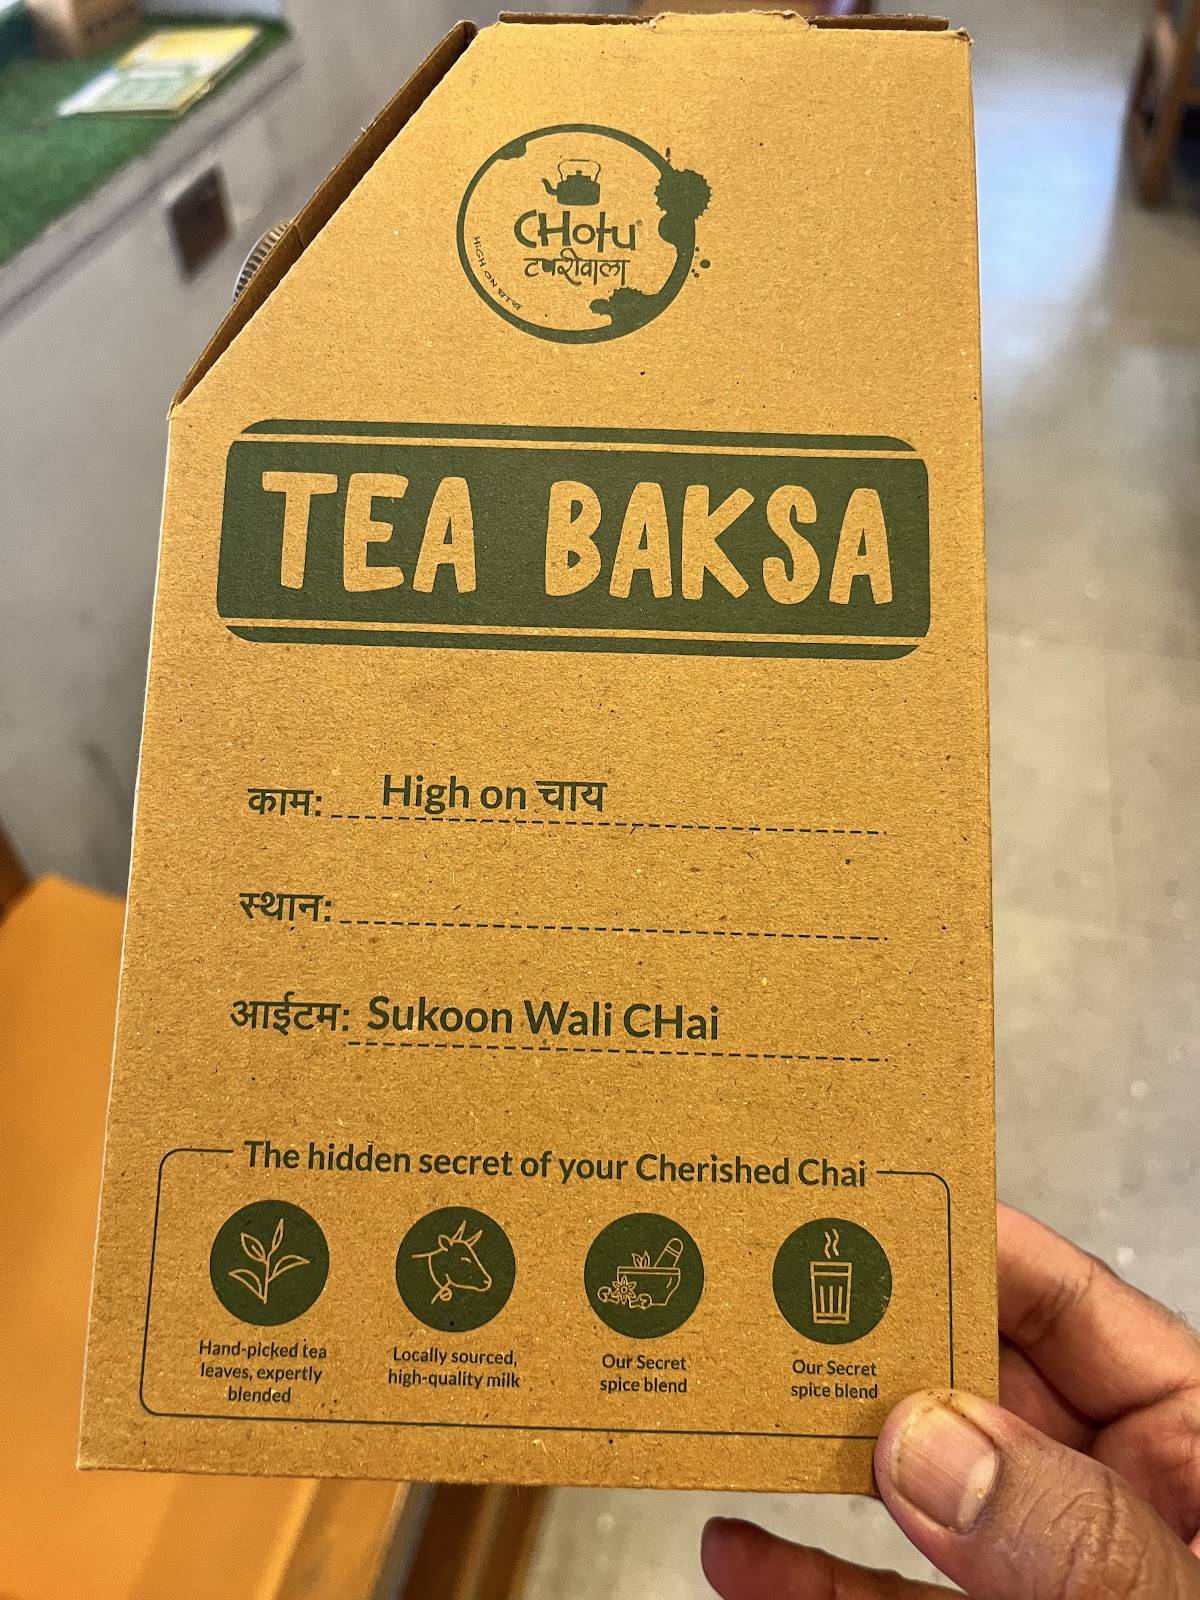 CHotu®
टपरीवाला
HIGH ON चाय
TEA BAKSA
काम: High on चाय
स्थान:
आईटम: Sukoon Wali CHai
The hidden secret of your Cherished Chai
Hand-picked tea
leaves, expertly
blended
Locally sourced,
high-quality milk
Our Secret
spice blend
Our Secret
spice blend